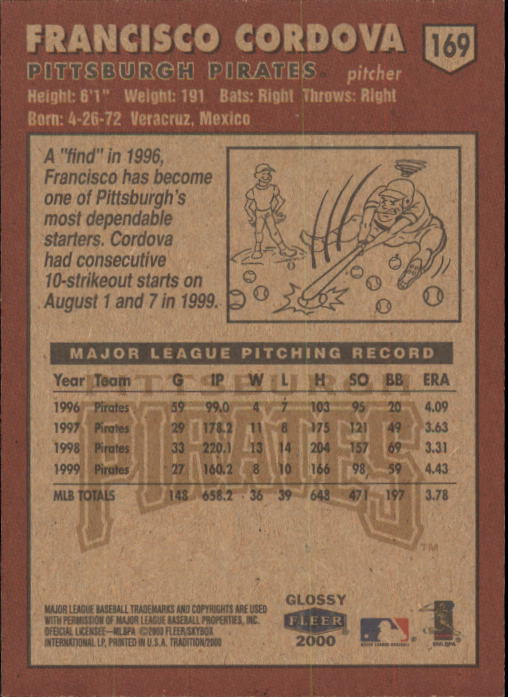 FRANCISCO CORDOVA
169
PITTSBURGH PIRATES pitcher
Height: 6'1" Weight: 191 Bats: Right Throws: Right
Born: 4-26-72 Veracruz, Mexico
A "find" in 1996,
Francisco has become
one of Pittsburgh's
most dependable
starters. Cordova
had consecutive
10-strikeout starts on
August 1 and 7 in 1999.
MAJOR LEAGUE PITCHING RECORD
Year Team G IP W L H SO BB ERA
1996 Pirates 59 99.0 4 7 103 95 20 4.09
1997 Pirates 29 178.2 11 8 175 121 49 3.63
1998 Pirates 33 220.1 13 14 204 157 69 3.31
1999 Pirates 27 160.2 8 10 166 98 59 4.43
MLB TOTALS 148 658.2 36 39 648 471 197 3.78
PITTSBURGH
PIRATES
TM
MAJOR LEAGUE BASEBALL TRADEMARKS AND COPYRIGHTS ARE USED
WITH PERMISSION OF MAJOR LEAGUE BASEBALL PROPERTIES, INC.
OFFICIAL LICENSEE—MLBPA ©2000 FLEER/SKYBOX
INTERNATIONAL LP, PRINTED IN U.S.A. TRADITION/2000
GLOSSY
FLEER
2000
MAJOR LEAGUE BASEBALL
©MLBPA